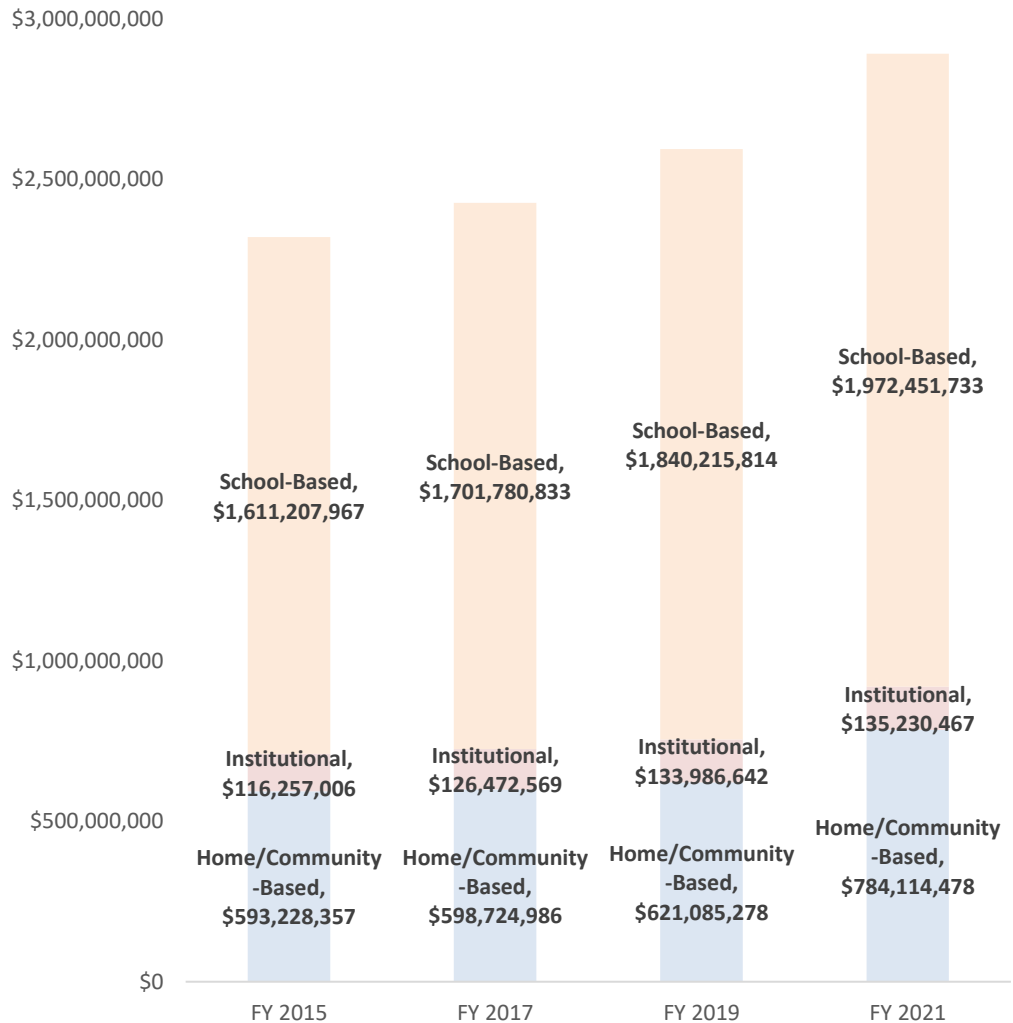 $3,000,000,000
$2,500,000,000
$2,000,000,000
$1,500,000,000
$1,000,000,000
$500,000,000
$0
School-Based,
$1,611,207,967
Institutional,
$116,257,006
Home/Community
-Based,
$593,228,357
School-Based,
$1,701,780,833
Institutional,
$126,472,569
Home/Community
-Based,
$598,724,986
School-Based,
$1,840,215,814
Institutional,
$133,986,642
Home/Community
-Based,
$621,085,278
School-Based,
$1,972,451,733
Institutional,
$135,230,467
Home/Community
-Based,
$784,114,478
FY 2015
FY 2017
FY 2019
FY 2021